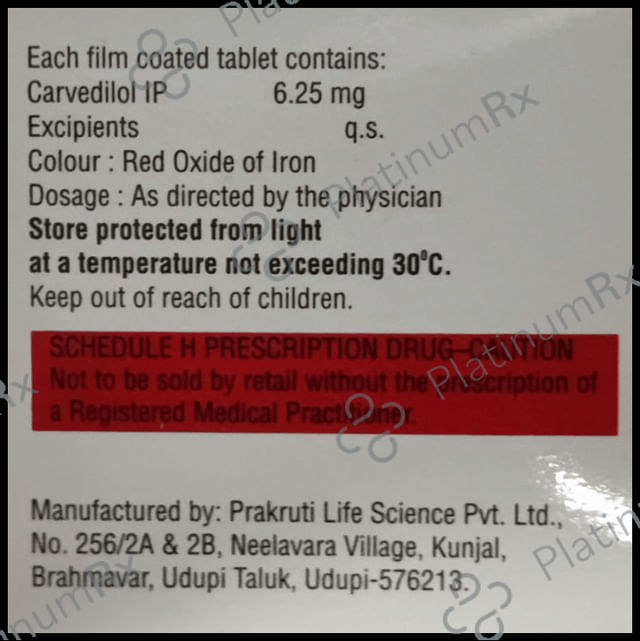 Each film coated tablet contains:
Carvedilol IP 6.25 mg
Excipients q.s.
Colour : Red Oxide of Iron
Dosage : As directed by the physician
Store protected from light
at a temperature not exceeding 30°C.
Keep out of reach of children.
SCHEDULE H PRESCRIPTION DRUG-CAUTION
Not to be sold by retail without the prescription of
a Registered Medical Practitioner.
Manufactured by: Prakruti Life Science Pvt. Ltd.,
No. 256/2A & 2B, Neelavara Village, Kunjal,
Brahmavar, Udupi Taluk, Udupi-576213.
PlatinumRx
PlatinumRx